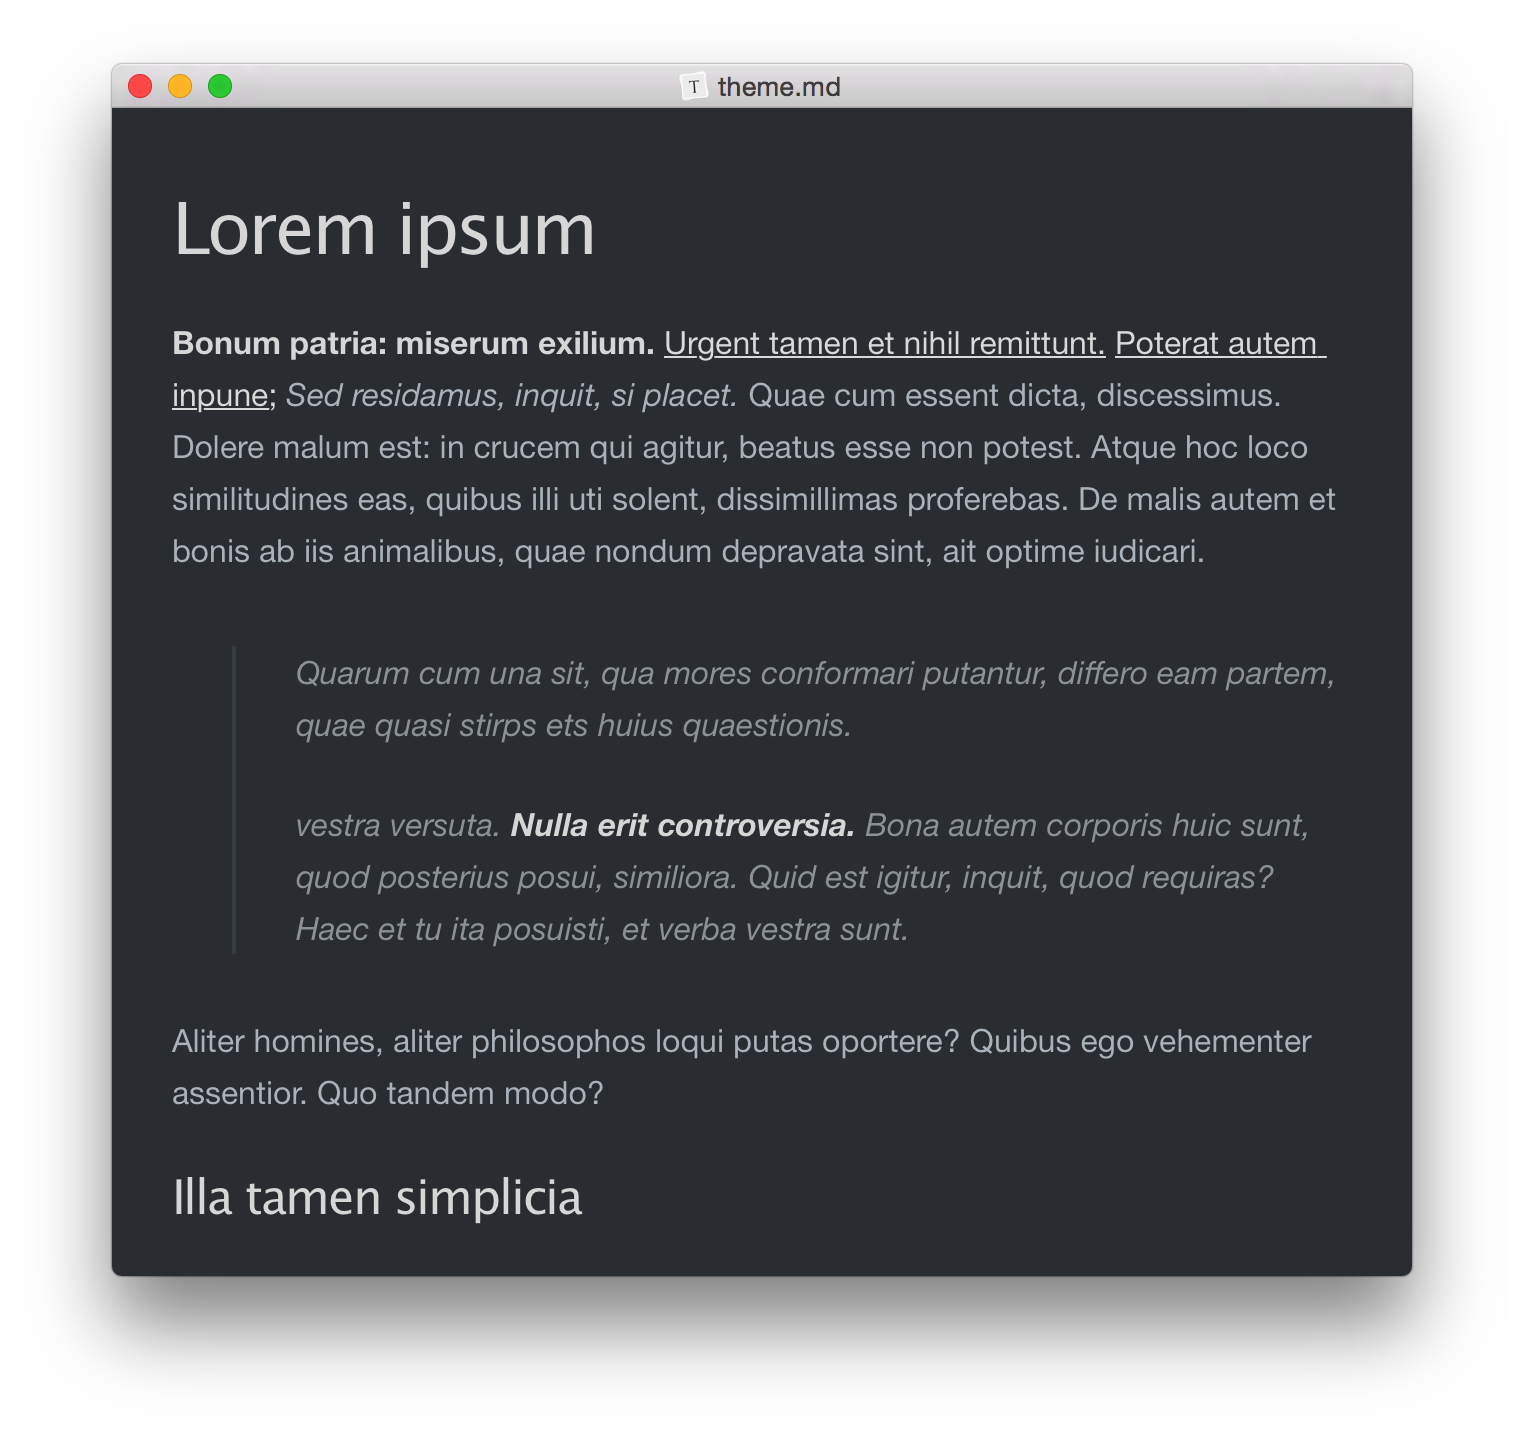 T theme.md
Lorem ipsum
Bonum patria: miserum exilium. Urgent tamen et nihil remittunt. Poterat autem
inpune; Sed residamus, inquit, si placet. Quae cum essent dicta, discessimus.
Dolere malum est: in crucem qui agitur, beatus esse non potest. Atque hoc loco
similitudines eas, quibus illi uti solent, dissimillimas proferebas. De malis autem et
bonis ab iis animalibus, quae nondum depravata sint, ait optime iudicari.
Quarum cum una sit, qua mores conformari putantur, differo eam partem,
quae quasi stirps ets huius quaestionis.
vestra versuta. Nulla erit controversia. Bona autem corporis huic sunt,
quod posterius posui, similiora. Quid est igitur, inquit, quod requiras?
Haec et tu ita posuisti, et verba vestra sunt.
Aliter homines, aliter philosophos loqui putas oportere? Quibus ego vehementer
assentior. Quo tandem modo?
Illa tamen simplicia